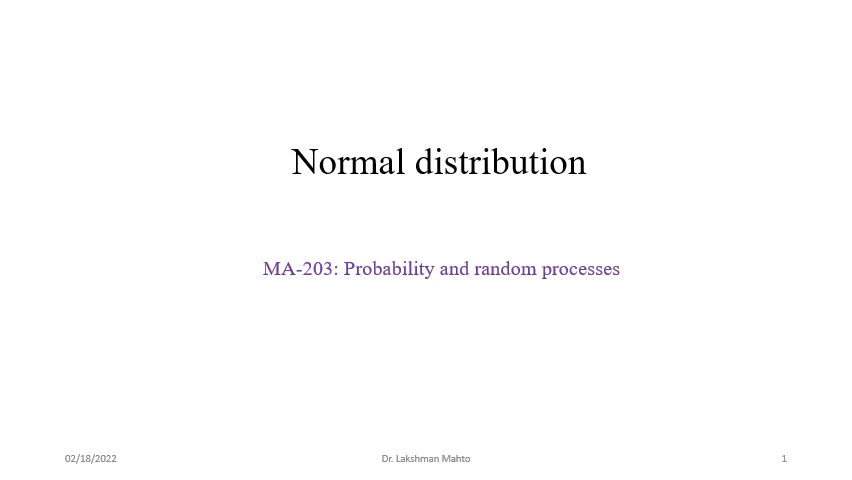 Normal distribution
MA-203: Probability and random processes
02/18/2022 Dr. Lakshman Mahto 1